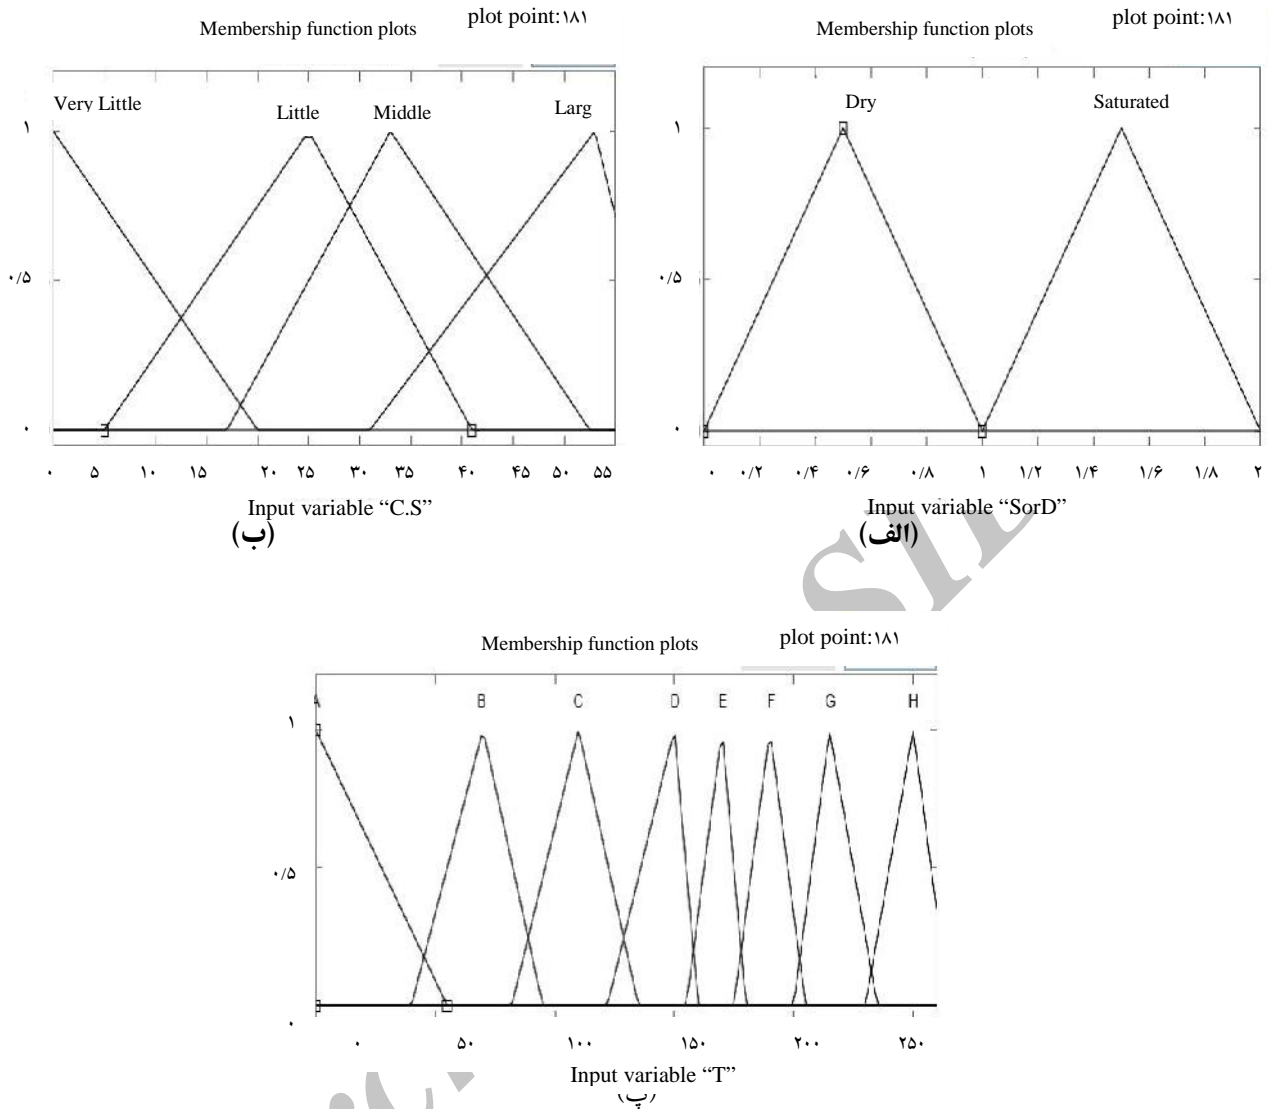 Membership function plots plot point:۱۸۱
Very Little Little Middle Larg
۱
۰/۵
۰
۰ ۵ ۱۰ ۱۵ ۲۰ ۲۵ ۳۰ ۳۵ ۴۰ ۴۵ ۵۰ ۵۵
Input variable “C.S”
(ب)
Membership function plots plot point:۱۸۱
Dry Saturated
۱
۰/۵
۰
۰ ۰/۲ ۰/۴ ۰/۶ ۰/۸ ۱ ۱/۲ ۱/۴ ۱/۶ ۱/۸ ۲
Input variable “SorD”
(الف)
Membership function plots plot point:۱۸۱
A B C D E F G H
۱
۰/۵
۰
۰ ۵۰ ۱۰۰ ۱۵۰ ۲۰۰ ۲۵۰
Input variable “T”
(پ)